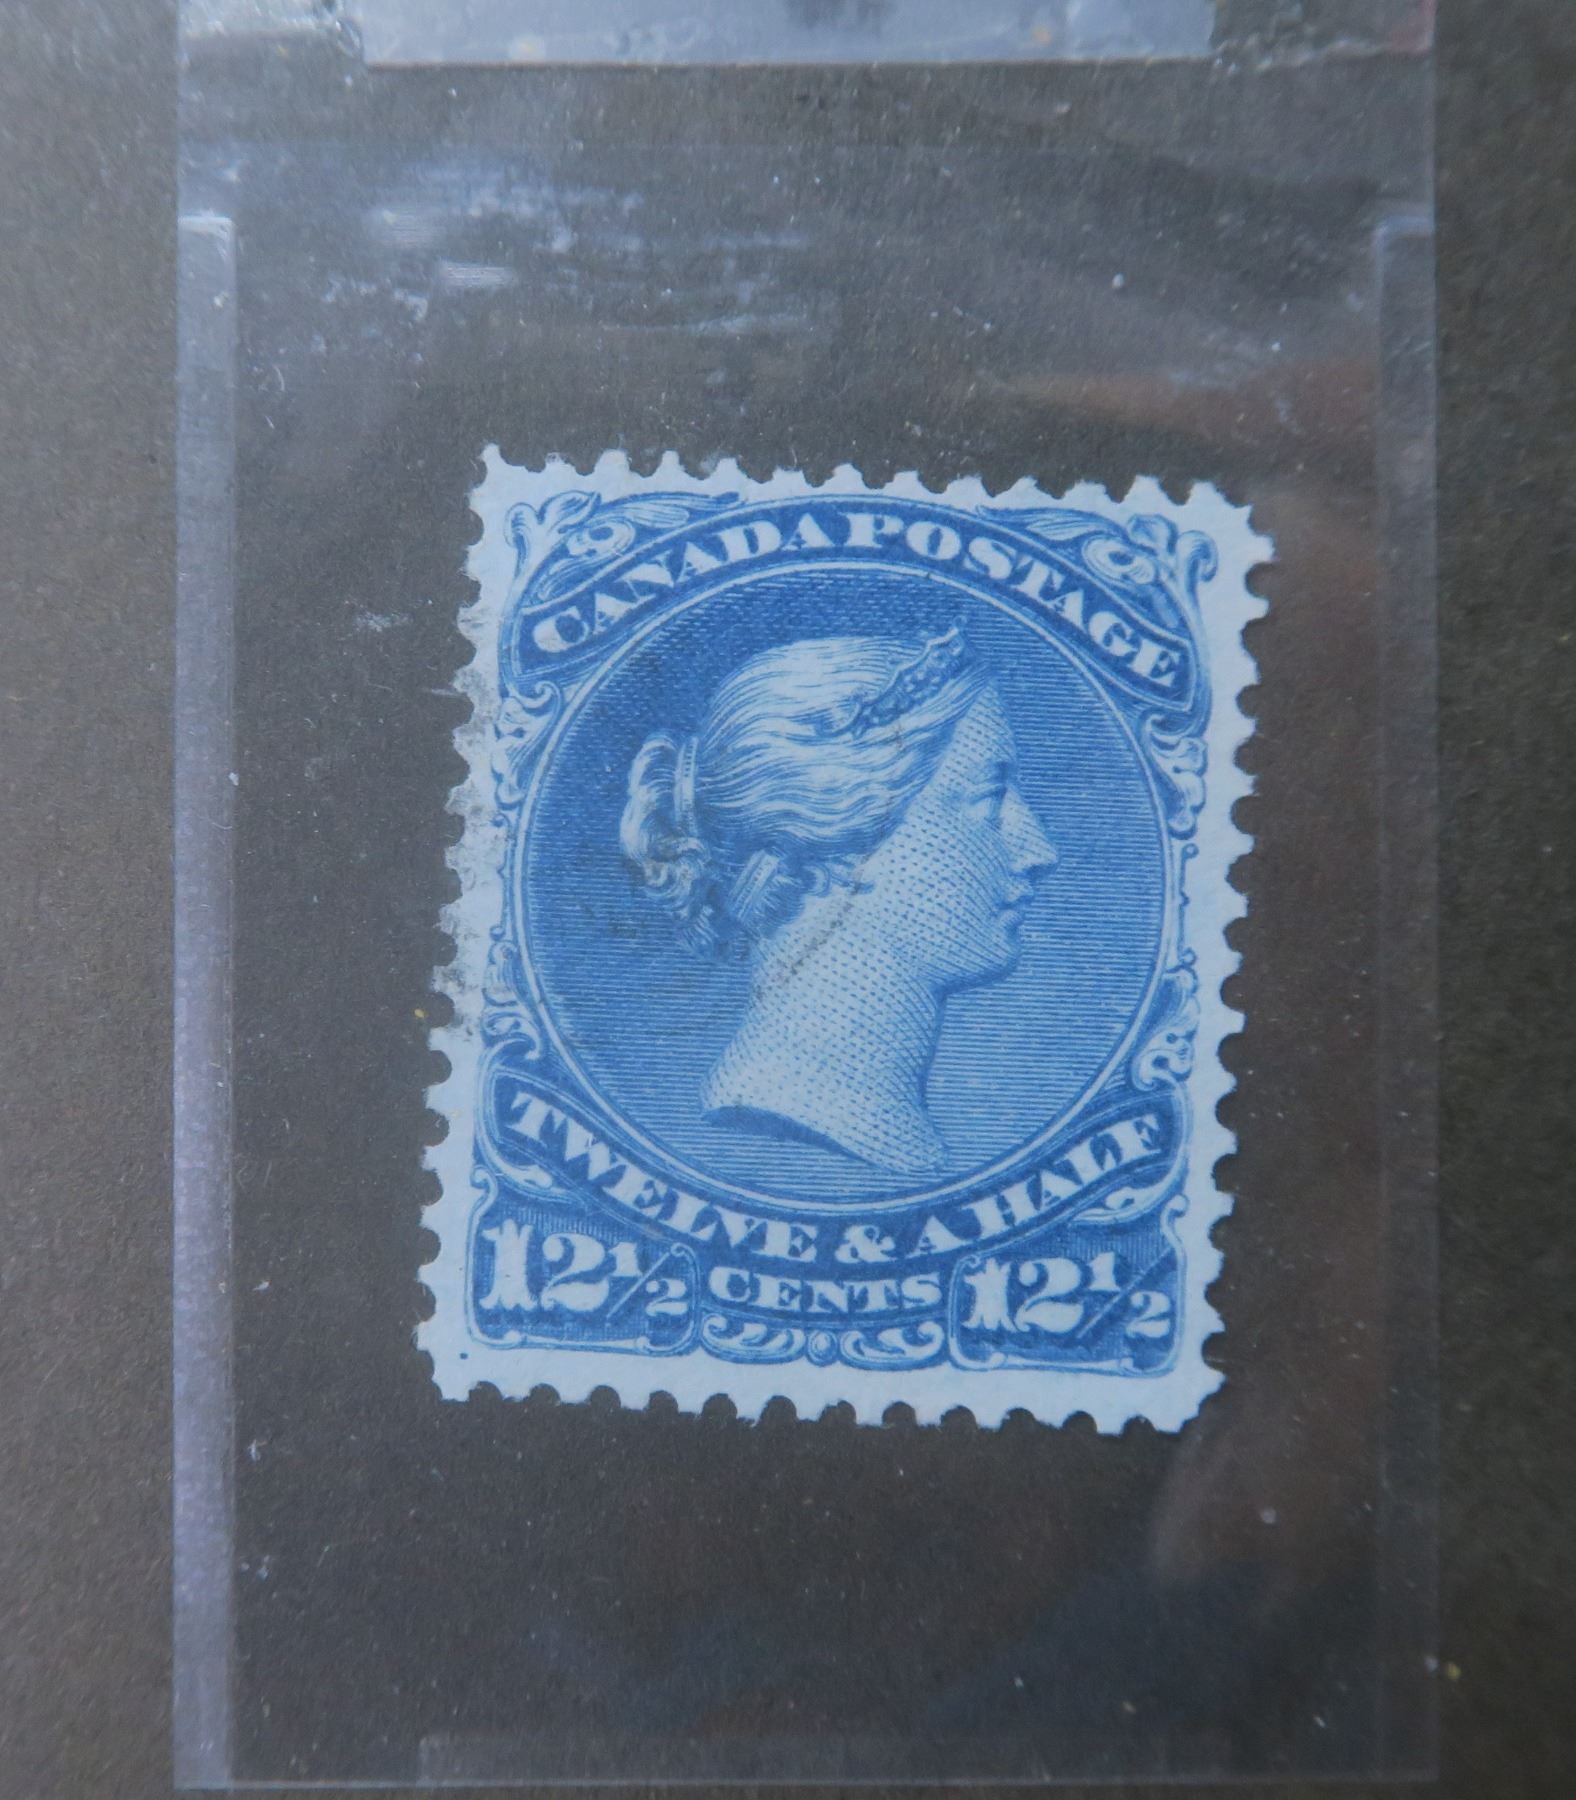 CANADA POSTAGE
TWELVE & A HALF
12½ CENTS 12½